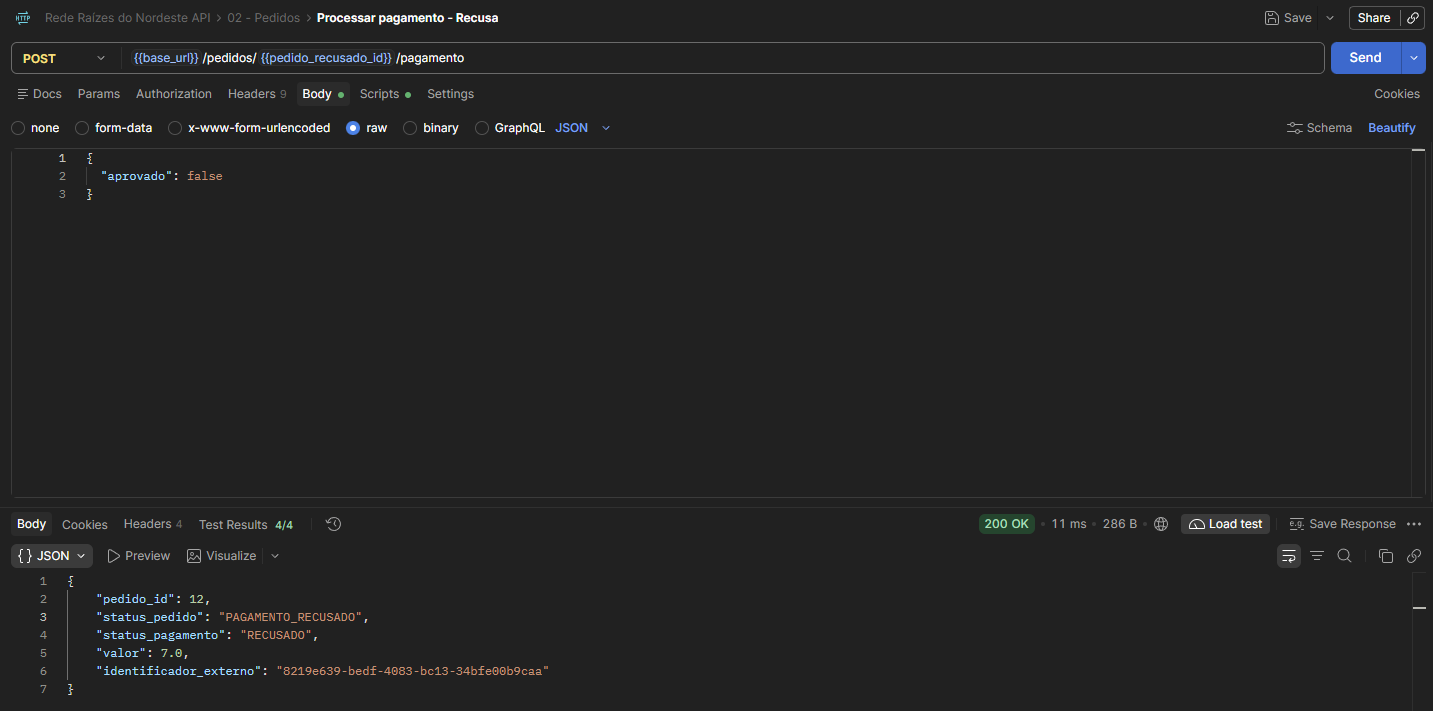 HTTP Rede Raízes do Nordeste API > 02 - Pedidos > Processar pagamento - Recusa Save Share
POST {{base_url}} /pedidos/ {{pedido_recusado_id}} /pagamento Send
Docs Params Authorization Headers 9 Body Scripts Settings Cookies
none form-data x-www-form-urlencoded raw binary GraphQL JSON Schema Beautify
1 {
2 "aprovado": false
3 }
Body Cookies Headers 4 Test Results 4/4 200 OK • 11 ms • 286 B • Load test e.g. Save Response
{} JSON Preview Visualize
1 {
2 "pedido_id": 12,
3 "status_pedido": "PAGAMENTO_RECUSADO",
4 "status_pagamento": "RECUSADO",
5 "valor": 7.0,
6 "identificador_externo": "8219e639-bedf-4083-bc13-34bfe00b9caa"
7 }